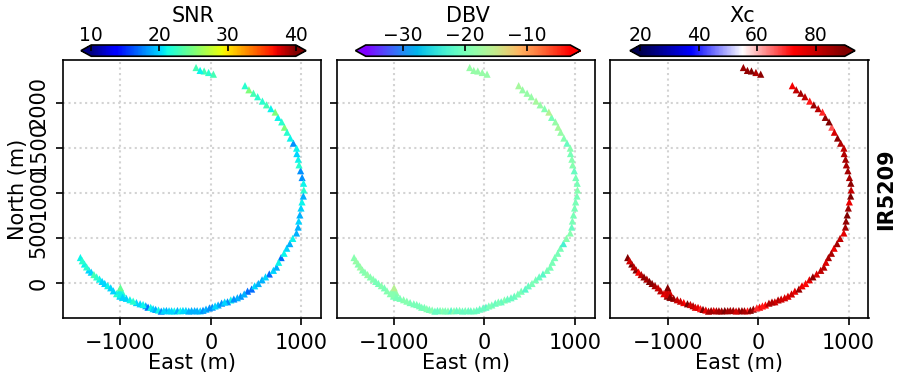 SNR DBV Xc
10 20 30 40 −30 −20 −10 20 40 60 80
North (m)
2000
1500
1000
500
0
−1000 0 1000 −1000 0 1000 −1000 0 1000
East (m) East (m) East (m)
IR5209